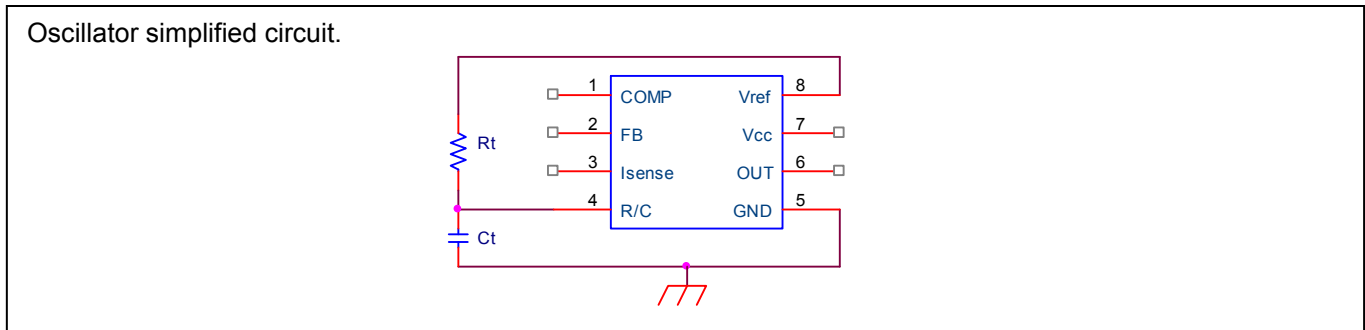 Oscillator simplified circuit.
1 COMP Vref 8
2 FB Vcc 7
Rt
3 Isense OUT 6
4 R/C GND 5
Ct